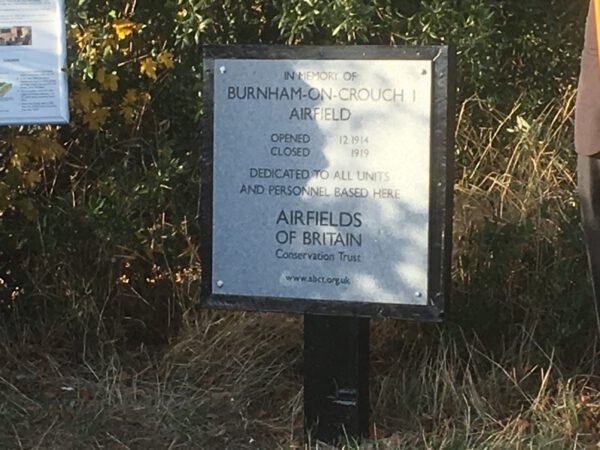 IN MEMORY OF
BURNHAM-ON-CROUCH I
AIRFIELD
OPENED 12 1914
CLOSED 1919
DEDICATED TO ALL UNITS
AND PERSONNEL BASED HERE
AIRFIELDS
OF BRITAIN
Conservation Trust
www.abct.org.uk